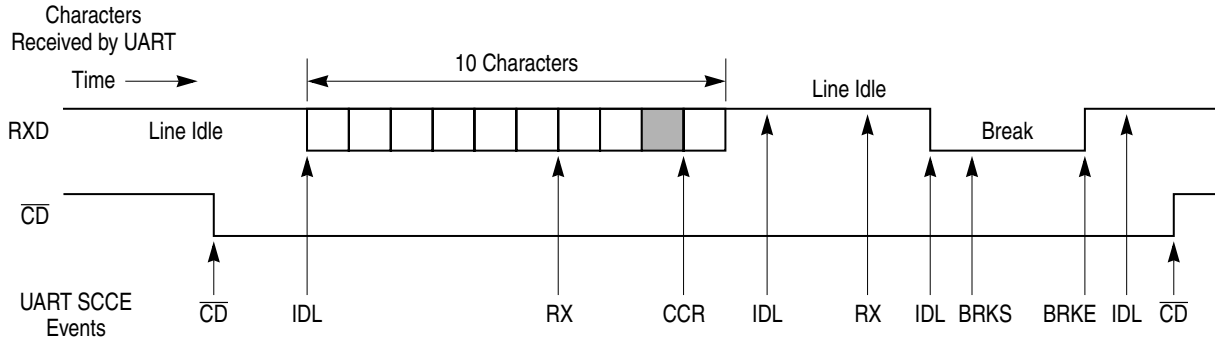 Characters
Received by UART
Time
10 Characters
Line Idle
RXD
Line Idle
Break
CD
UART SCCE
Events
CD
IDL
RX
CCR
IDL
RX
IDL
BRKS
BRKE
IDL
CD